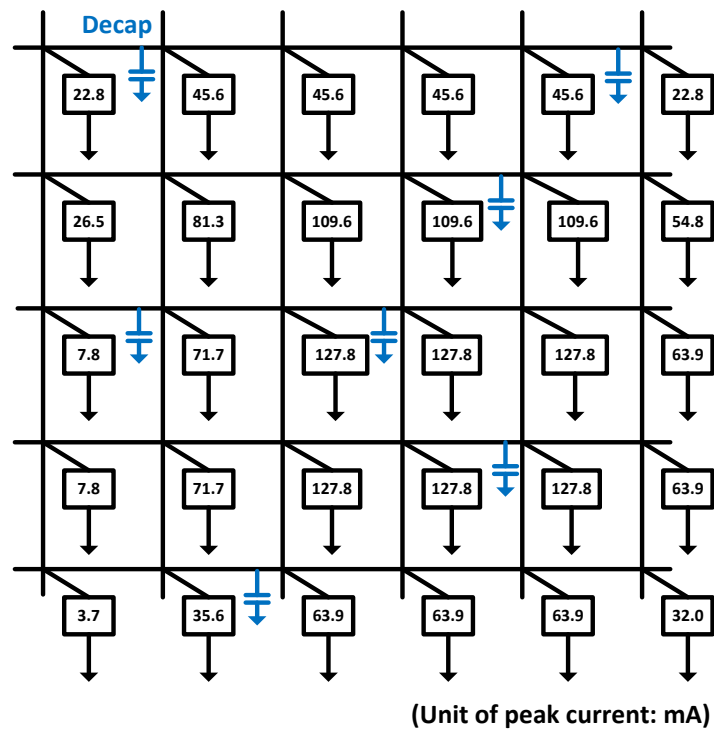 Decap
22.8 45.6 45.6 45.6 45.6 22.8
26.5 81.3 109.6 109.6 109.6 54.8
7.8 71.7 127.8 127.8 127.8 63.9
7.8 71.7 127.8 127.8 127.8 63.9
3.7 35.6 63.9 63.9 63.9 32.0
(Unit of peak current: mA)